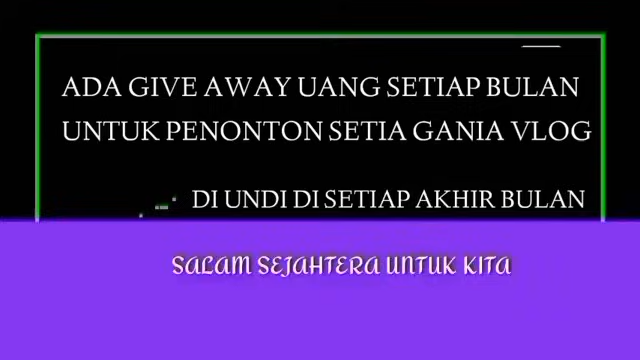 ADA GIVE AWAY UANG SETIAP BULAN
UNTUK PENONTON SETIA GANIA VLOG
DI UNDI DI SETIAP AKHIR BULAN
SALAM SEJAHTERA UNTUK KITA